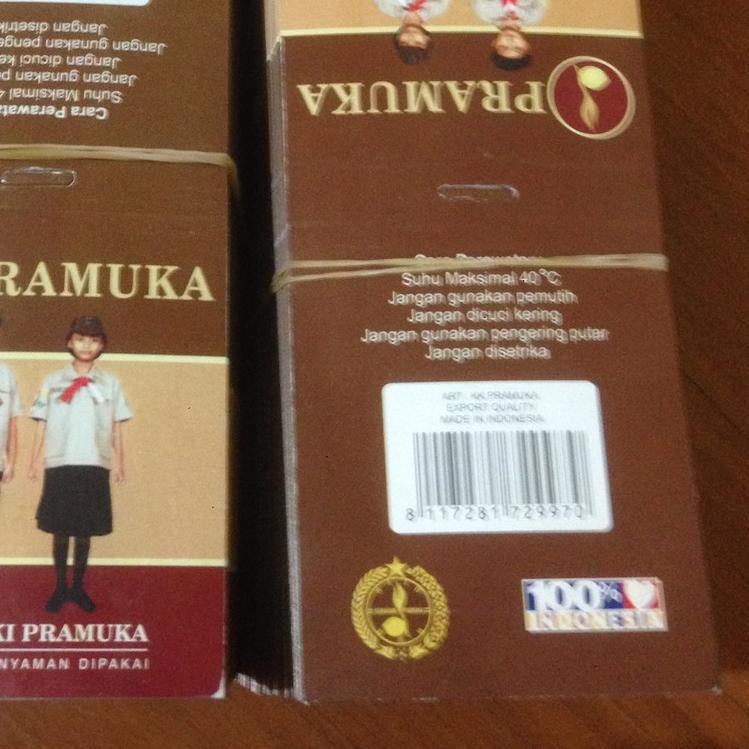 Jangan disetrik
Jangan gunakan penge
Jangan dicuci ke
Jangan gunakan p
Suhu Maksimal 4
Cara Perawata
RAMUKA
KI PRAMUKA
NYAMAN DIPAKAI
PRAMUKA
Suhu Maksimal 40°C
Jangan gunakan pemutih
Jangan dicuci kering
Jangan gunakan pengering putar
Jangan disetrika
ART: KK.PRAMUKA
EXPORT QUALITY
MADE IN INDONESIA
8 117281 729970
100%
INDONESIA